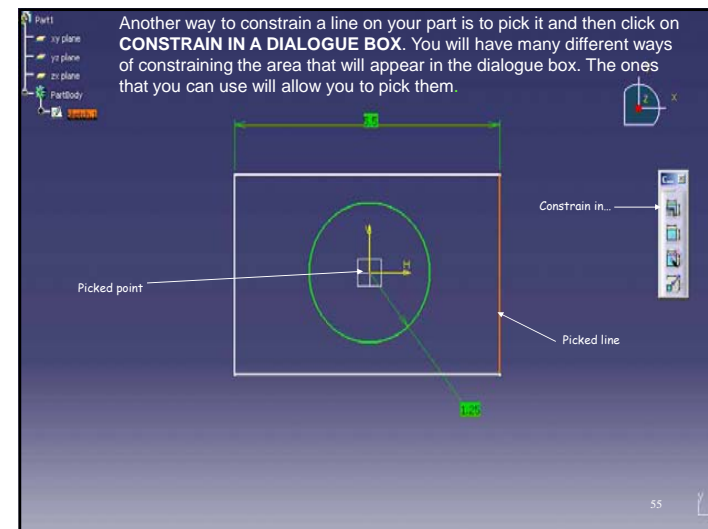 Part1
xy plane
yz plane
zx plane
PartBody
Sketch.1
Another way to constrain a line on your part is to pick it and then click on
CONSTRAIN IN A DIALOGUE BOX. You will have many different ways
of constraining the area that will appear in the dialogue box. The ones
that you can use will allow you to pick them.
z
x
C...
Constrain in...
V
H
Picked point
Picked line
1.25
55
y